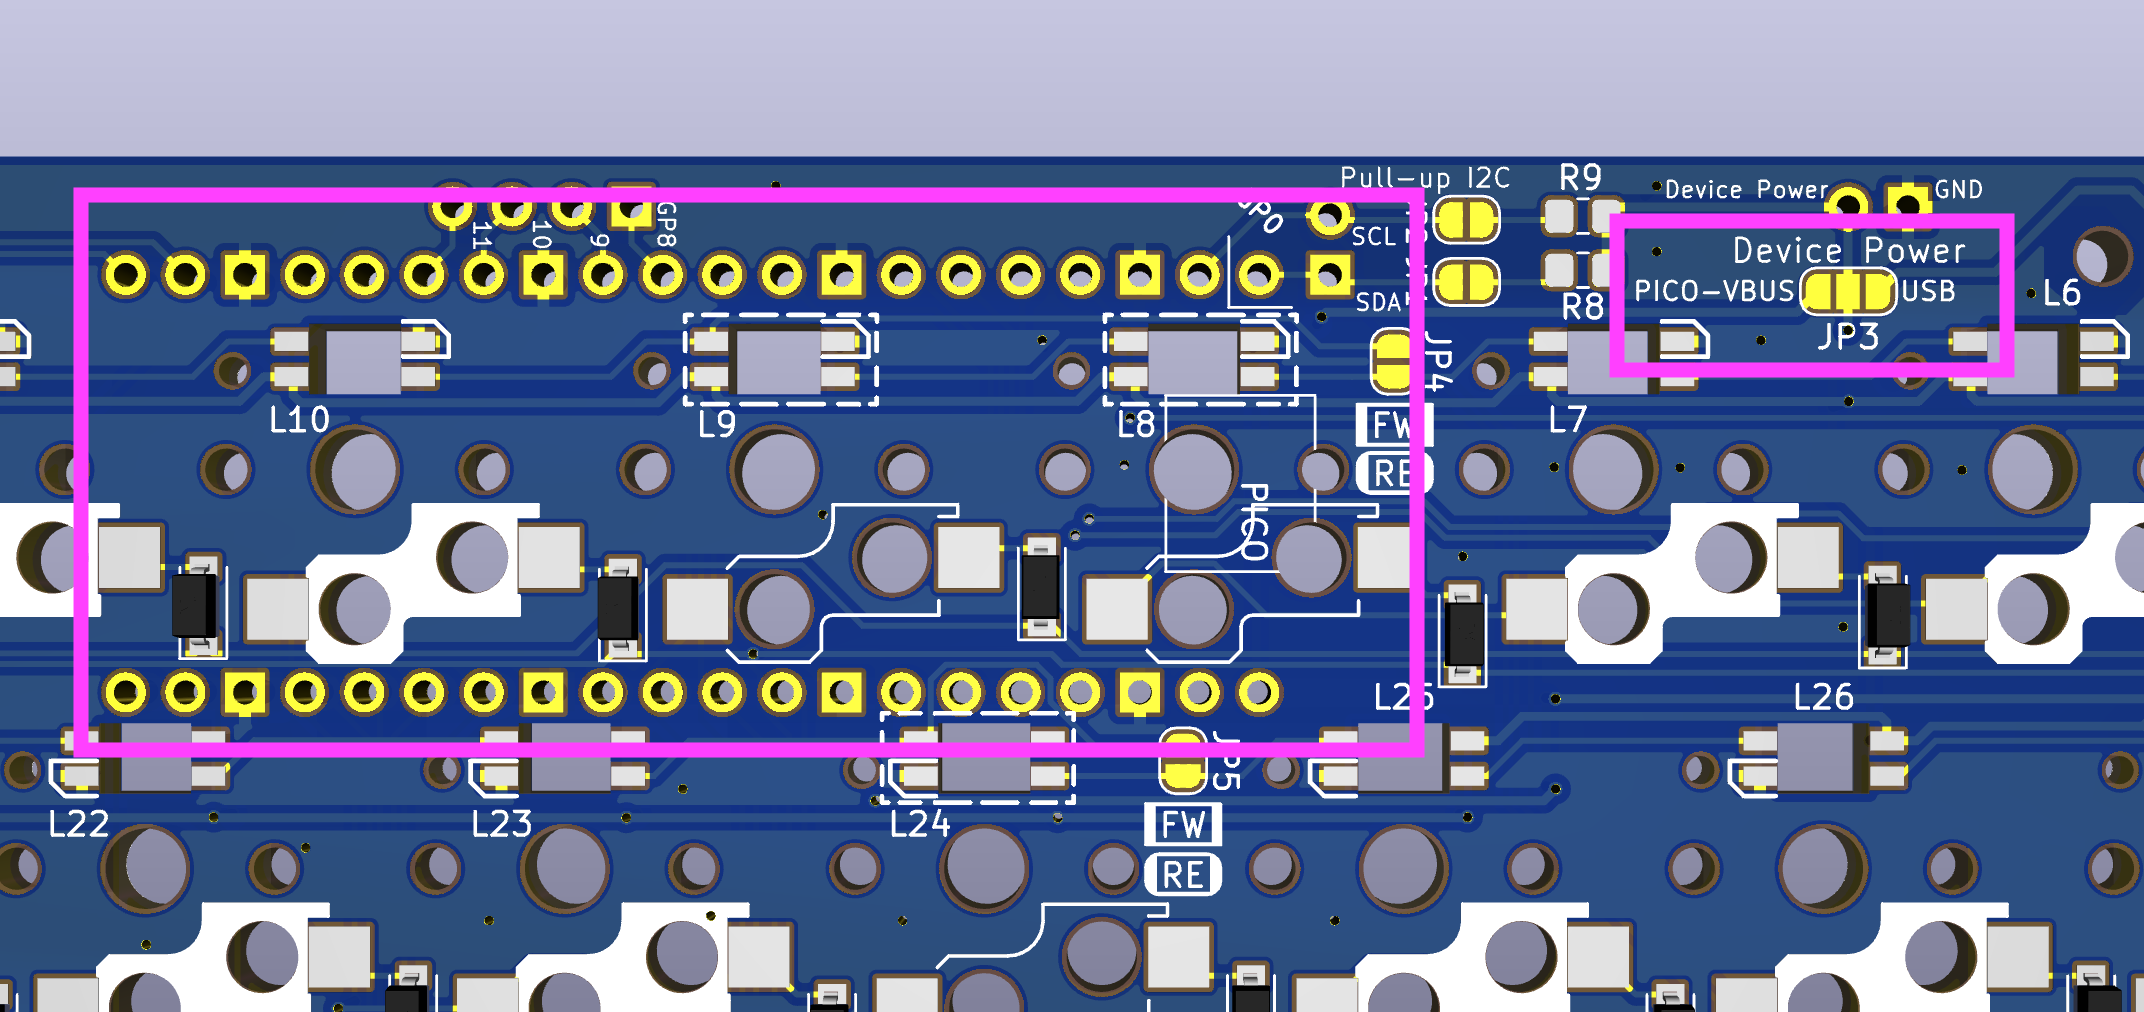 Pull-up I2C
R9
Device Power
GND
GP8
9
10
11
GP0
SCL
SDA
R8
Device Power
PICO-VBUS
USB
JP3
L6
JP4
L10
L9
L8
FW
RE
L7
PICO
L25
L26
JP5
L22
L23
L24
FW
RE